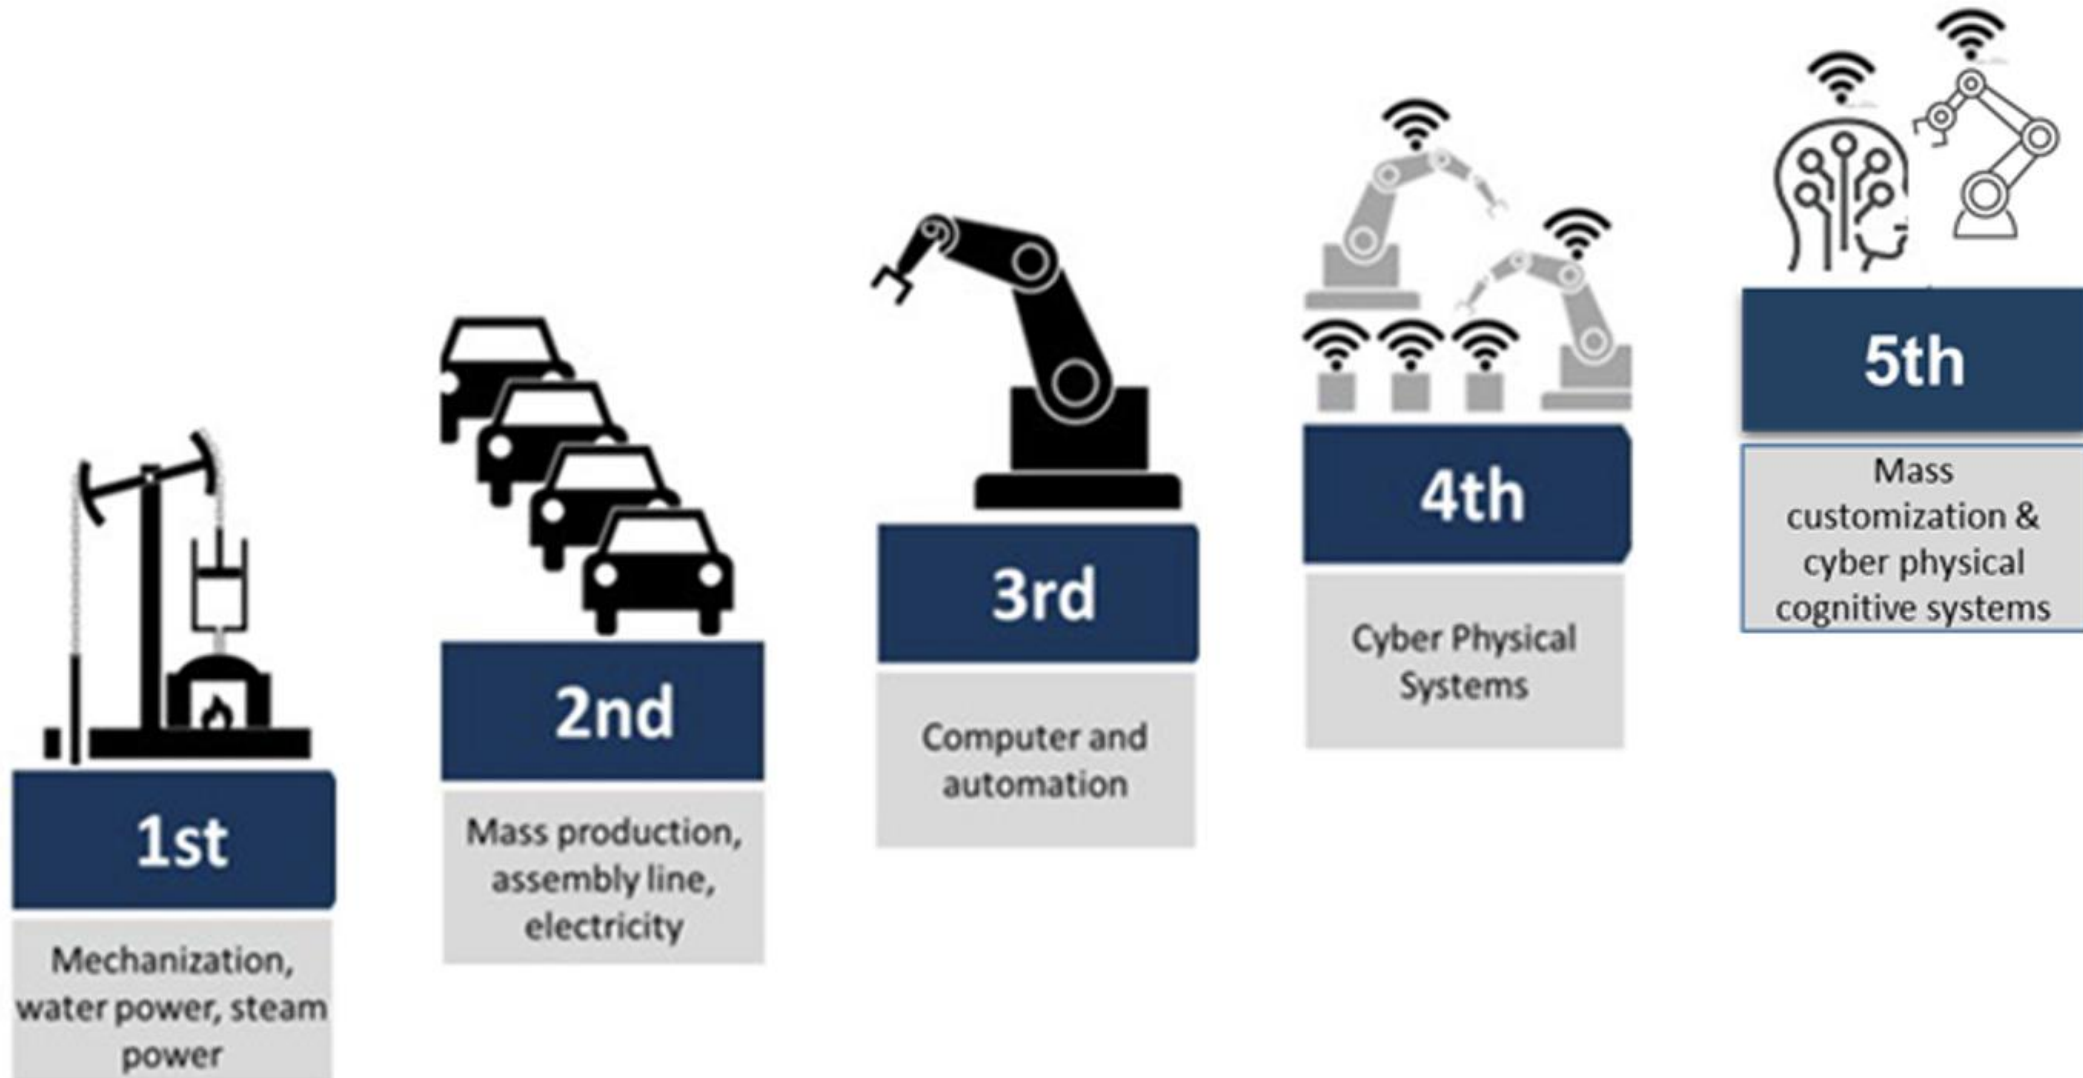 1st
Mechanization,
water power, steam
power
2nd
Mass production,
assembly line,
electricity
3rd
Computer and
automation
4th
Cyber Physical
Systems
5th
Mass
customization &
cyber physical
cognitive systems